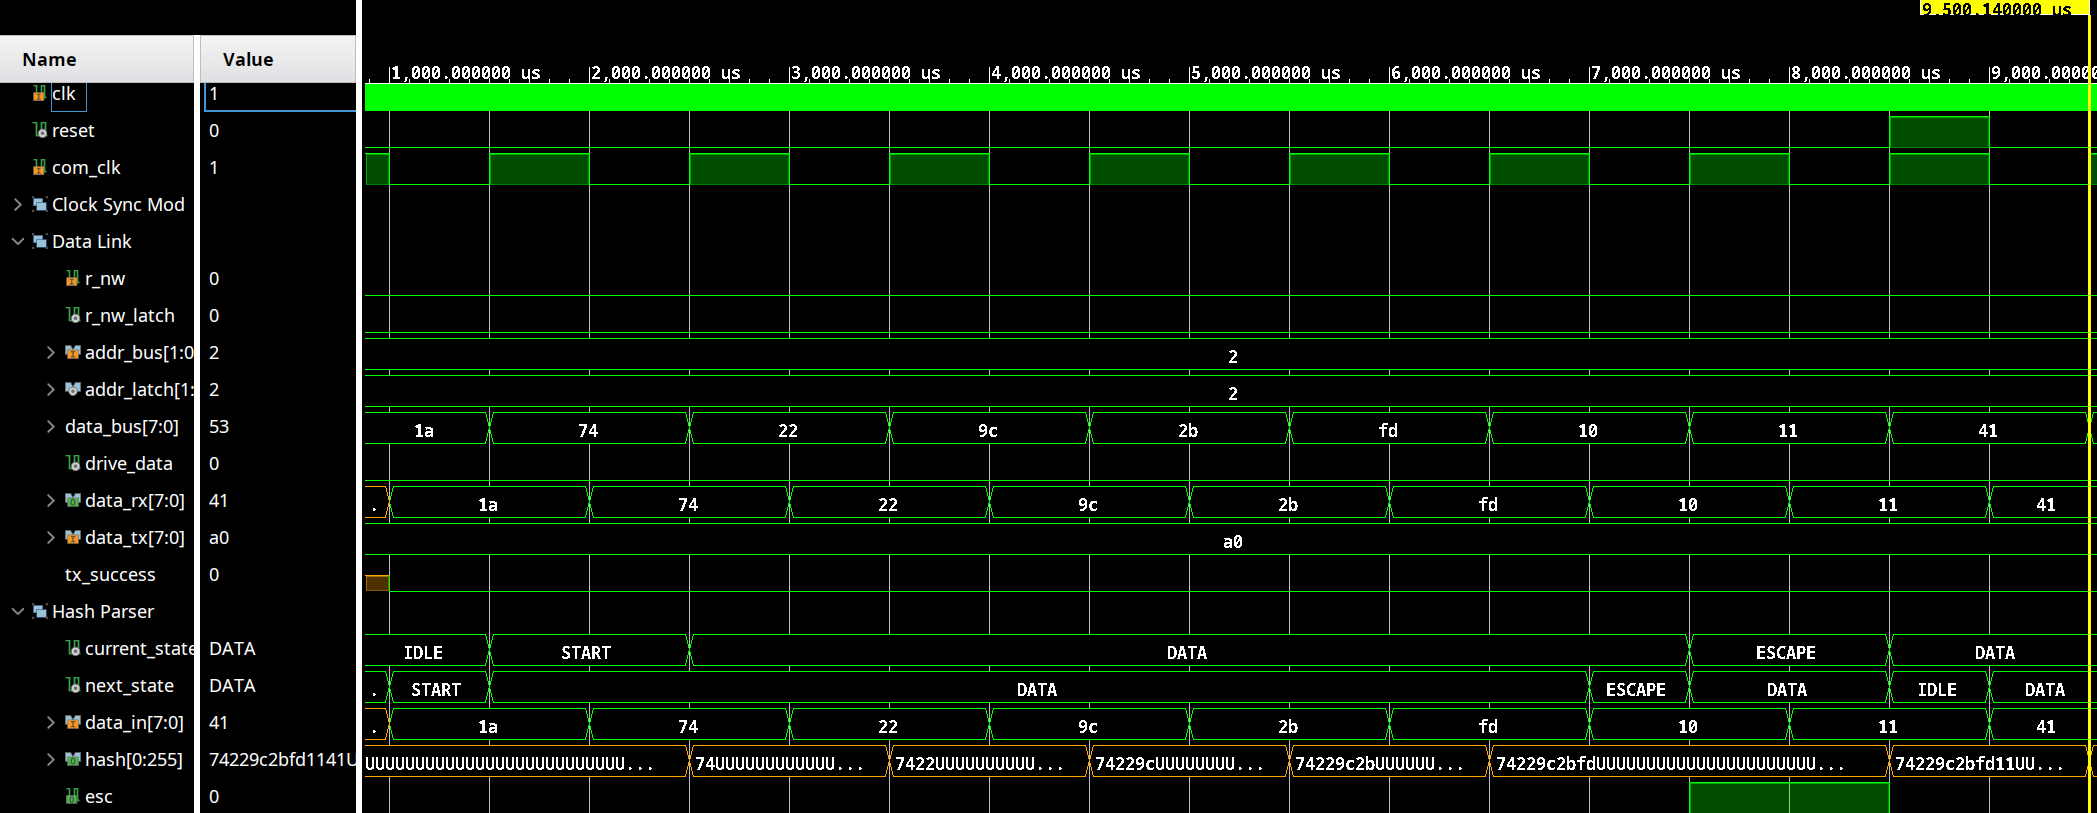 9,500.140000 us
Name Value
1,000.000000 us 2,000.000000 us 3,000.000000 us 4,000.000000 us 5,000.000000 us 6,000.000000 us 7,000.000000 us 8,000.000000 us 9,000.00000
clk 1
reset 0
com_clk 1
Clock Sync Mod
Data Link
r_nw 0
r_nw_latch 0
addr_bus[1:0 2 2
addr_latch[1: 2 2
data_bus[7:0] 53 1a 74 22 9c 2b fd 10 11 41
drive_data 0
data_rx[7:0] 41 . 1a 74 22 9c 2b fd 10 11 41
data_tx[7:0] a0 a0
tx_success 0
Hash Parser
current_state DATA IDLE START DATA ESCAPE DATA
next_state DATA . START DATA ESCAPE DATA IDLE DATA
data_in[7:0] 41 . 1a 74 22 9c 2b fd 10 11 41
hash[0:255] 74229c2bfd1141U UUUUUUUUUUUUUUUUUUUUUUUUUU... 74UUUUUUUUUUUU... 7422UUUUUUUUUU... 74229cUUUUUUUU... 74229c2bUUUUUU... 74229c2bfdUUUUUUUUUUUUUUUUUUUUUU... 74229c2bfd11UU...
esc 0